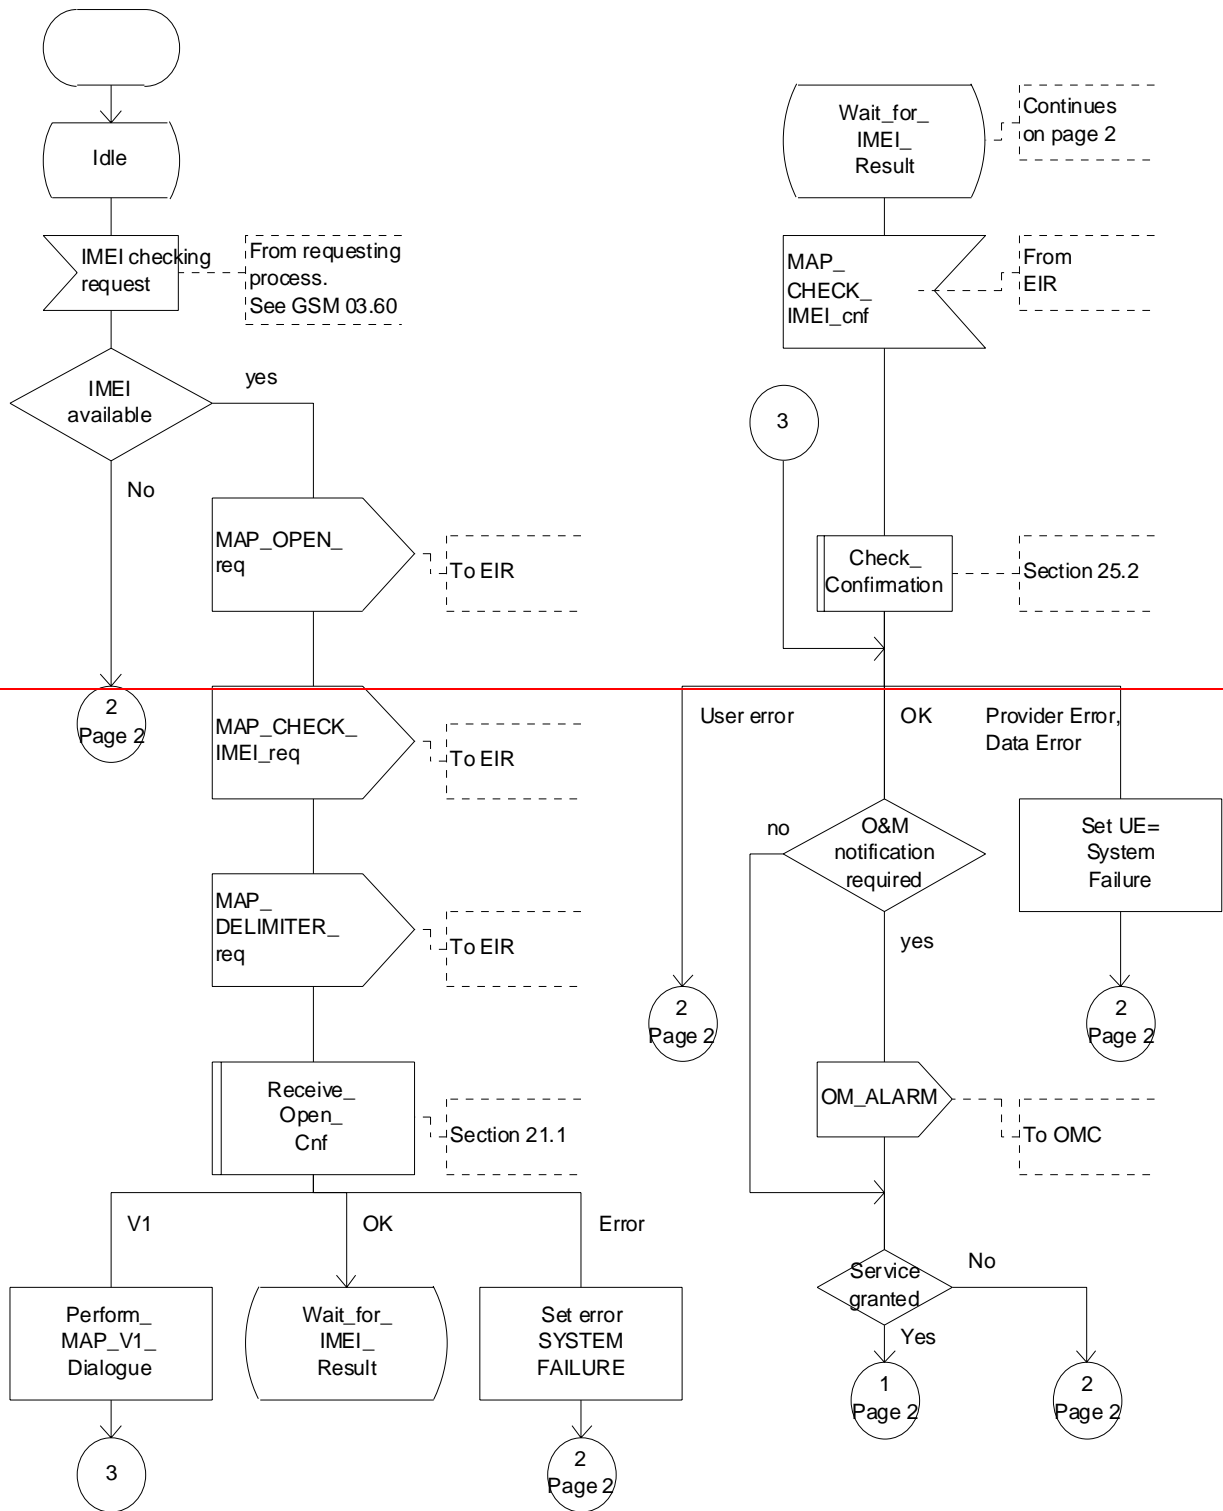 Idle
IMEI checking
request
From requesting
process.
See GSM 03.60
IMEI
available
yes
No
MAP_OPEN_
req
To EIR
2
Page 2
MAP_CHECK_
IMEI_req
To EIR
MAP_
DELIMITER_
req
To EIR
Receive_
Open_
Cnf
Section 21.1
V1
OK
Error
Perform_
MAP_V1_
Dialogue
Wait_for_
IMEI_
Result
Set error
SYSTEM
FAILURE
3
2
Page 2
Wait_for_
IMEI_
Result
Continues
on page 2
MAP_
CHECK_
IMEI_cnf
From
EIR
3
Check_
Confirmation
Section 25.2
User error
OK
Provider Error,
Data Error
no
O&M
notification
required
Set UE=
System
Failure
yes
2
Page 2
2
Page 2
OM_ALARM
To OMC
Service
granted
No
Yes
1
Page 2
2
Page 2